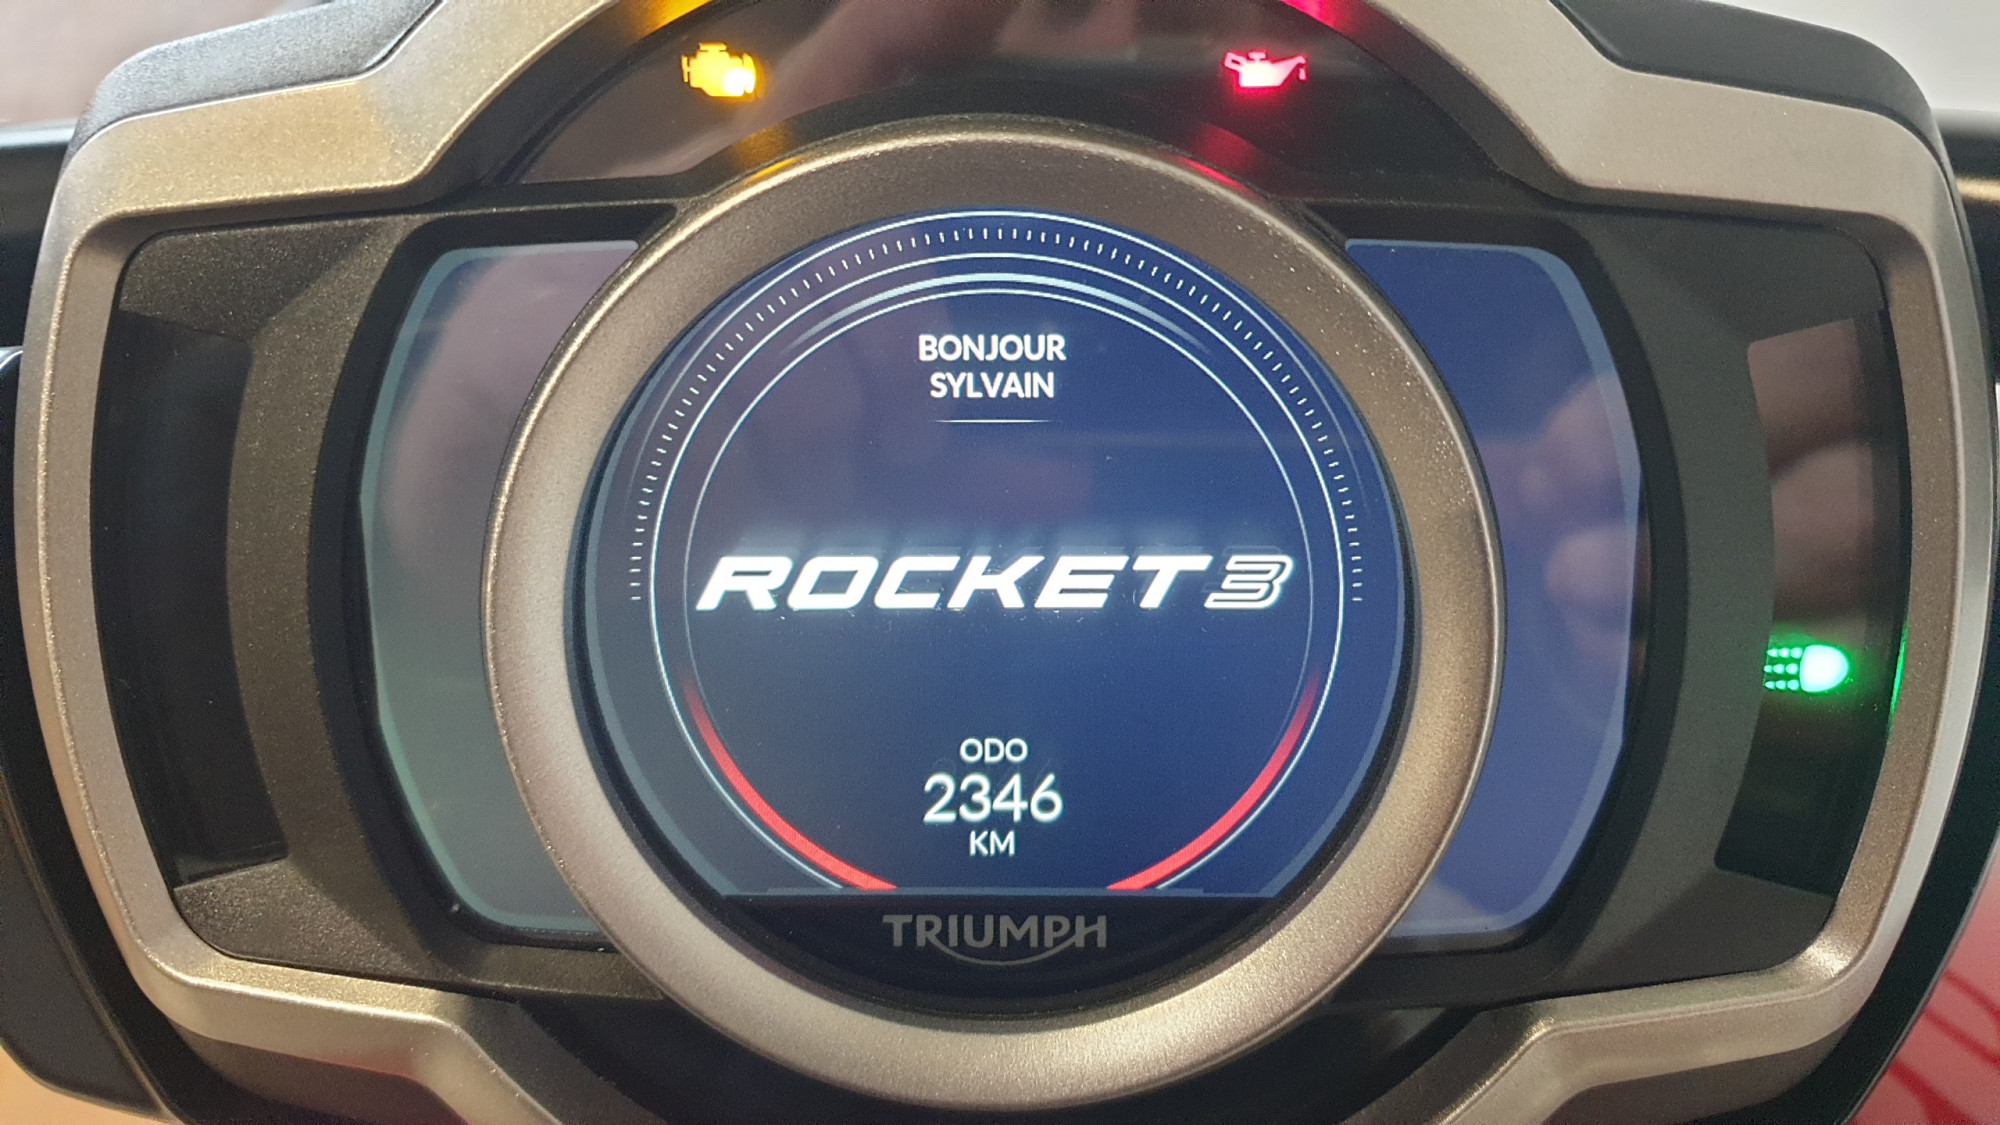 BONJOUR
SYLVAIN
ROCKET 3
ODO
2346
KM
TRIUMPH